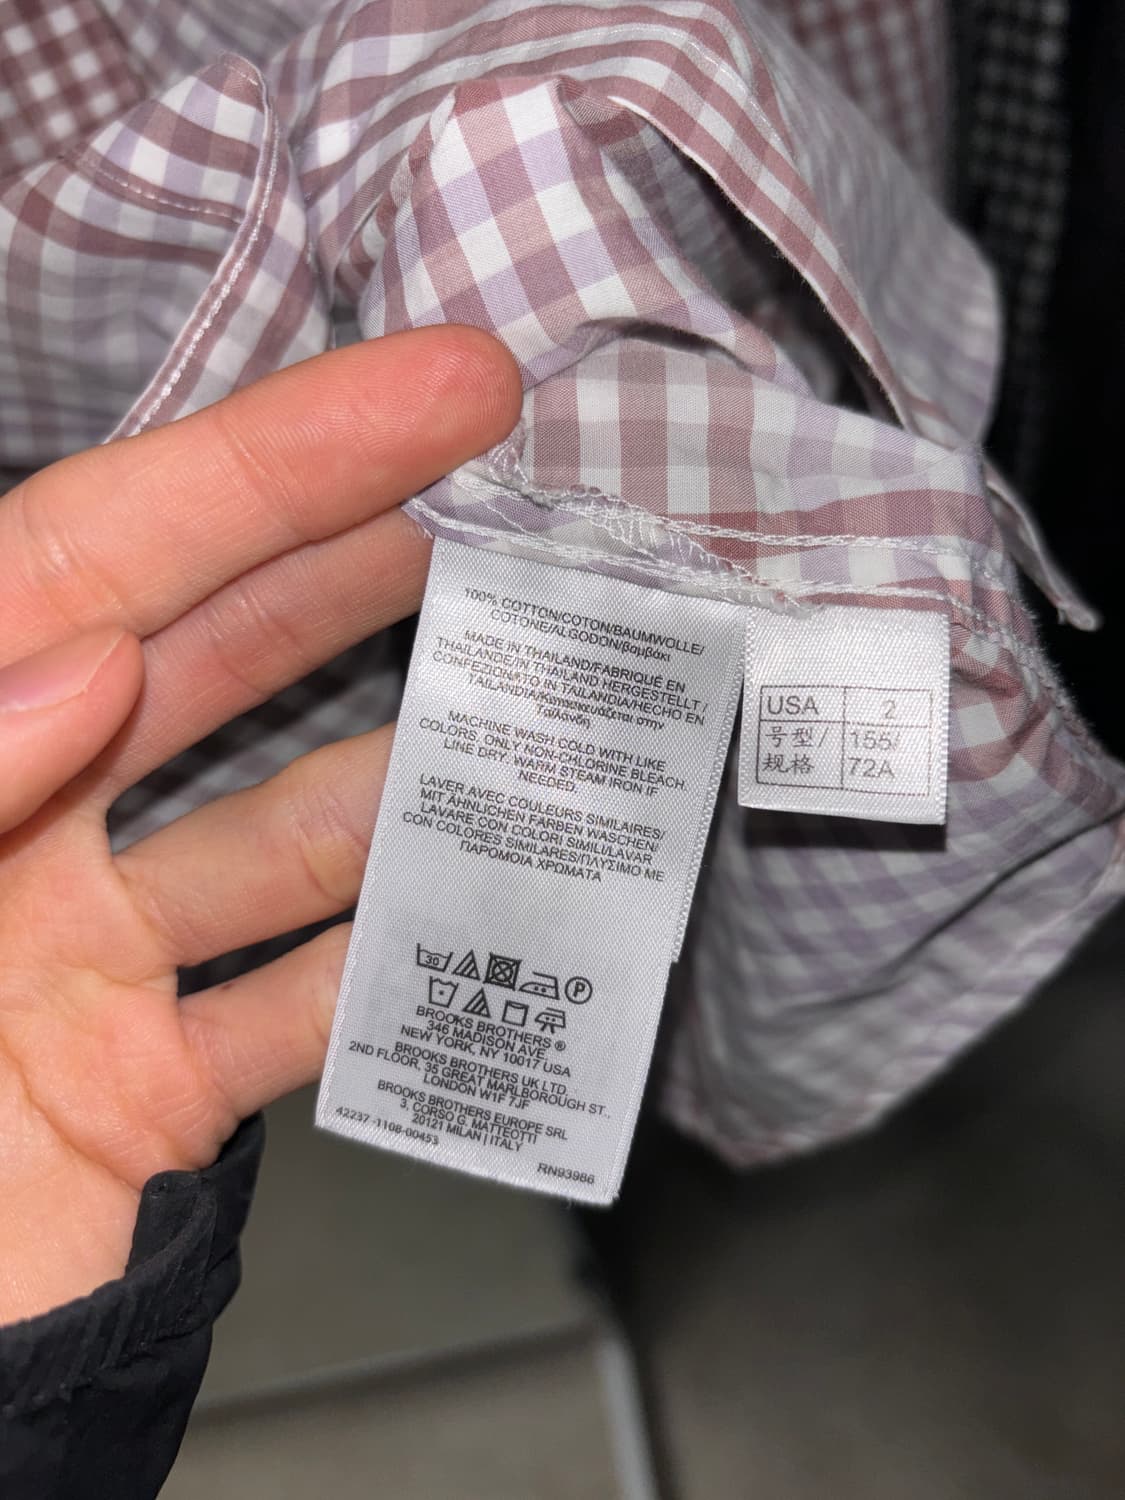 100% COTTON/COTON/BAUMWOLLE/
COTONE/ALGODON/βαμβάκι
MADE IN THAILAND/FABRIQUÉ EN
THAILANDE/IN THAILAND HERGESTELLT /
CONFEZIONATO IN TAILANDIA/HECHO EN
TAILANDIA/Κατασκευάζεται στην
Ταϊλάνδη
MACHINE WASH COLD WITH LIKE
COLORS. ONLY NON-CHLORINE BLEACH.
LINE DRY. WARM STEAM IRON IF
NEEDED.
LAVER AVEC COULEURS SIMILAIRES/
MIT ÄHNLICHEN FARBEN WASCHEN/
LAVARE CON COLORI SIMILI/LAVAR
CON COLORES SIMILARES/ΠΛΥΣΙΜΟ ΜΕ
ΠΑΡΟΜΟΙΑ ΧΡΩΜΑΤΑ
30
P
BROOKS BROTHERS ®
346 MADISON AVE,
NEW YORK, NY 10017 USA
BROOKS BROTHERS UK LTD.
2ND FLOOR, 35 GREAT MARLBOROUGH ST.,
LONDON W1F 7JF
BROOKS BROTHERS EUROPE SRL
3, CORSO G. MATTEOTTI
20121 MILAN | ITALY
42237-1108-00453
RN93986
USA 2
号型/ 155/
规格 72A